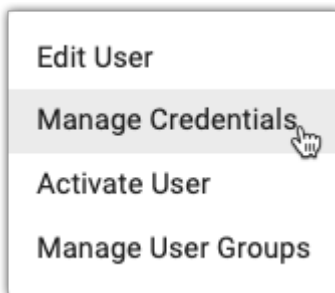 Edit User
Manage Credentials
Activate User
Manage User Groups